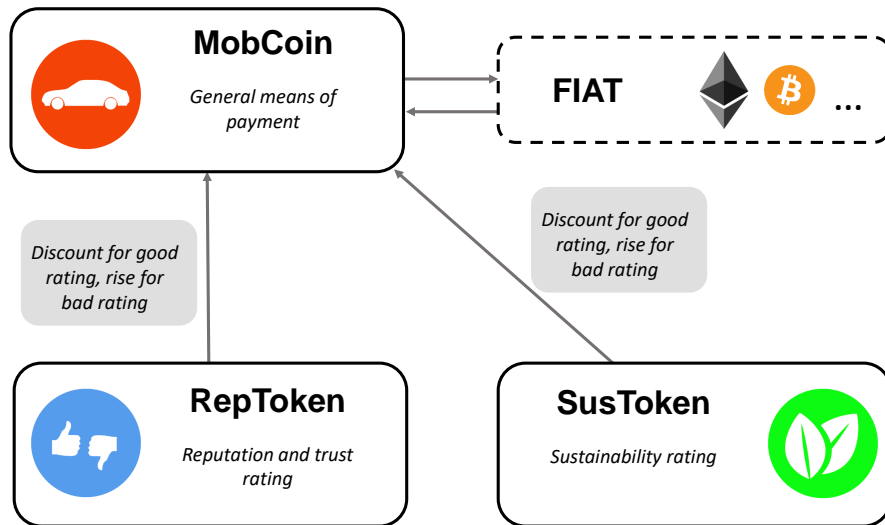 MobCoin
General means of
payment
FIAT
...
Discount for good
rating, rise for
bad rating
Discount for good
rating, rise for
bad rating
RepToken
Reputation and trust
rating
SusToken
Sustainability rating